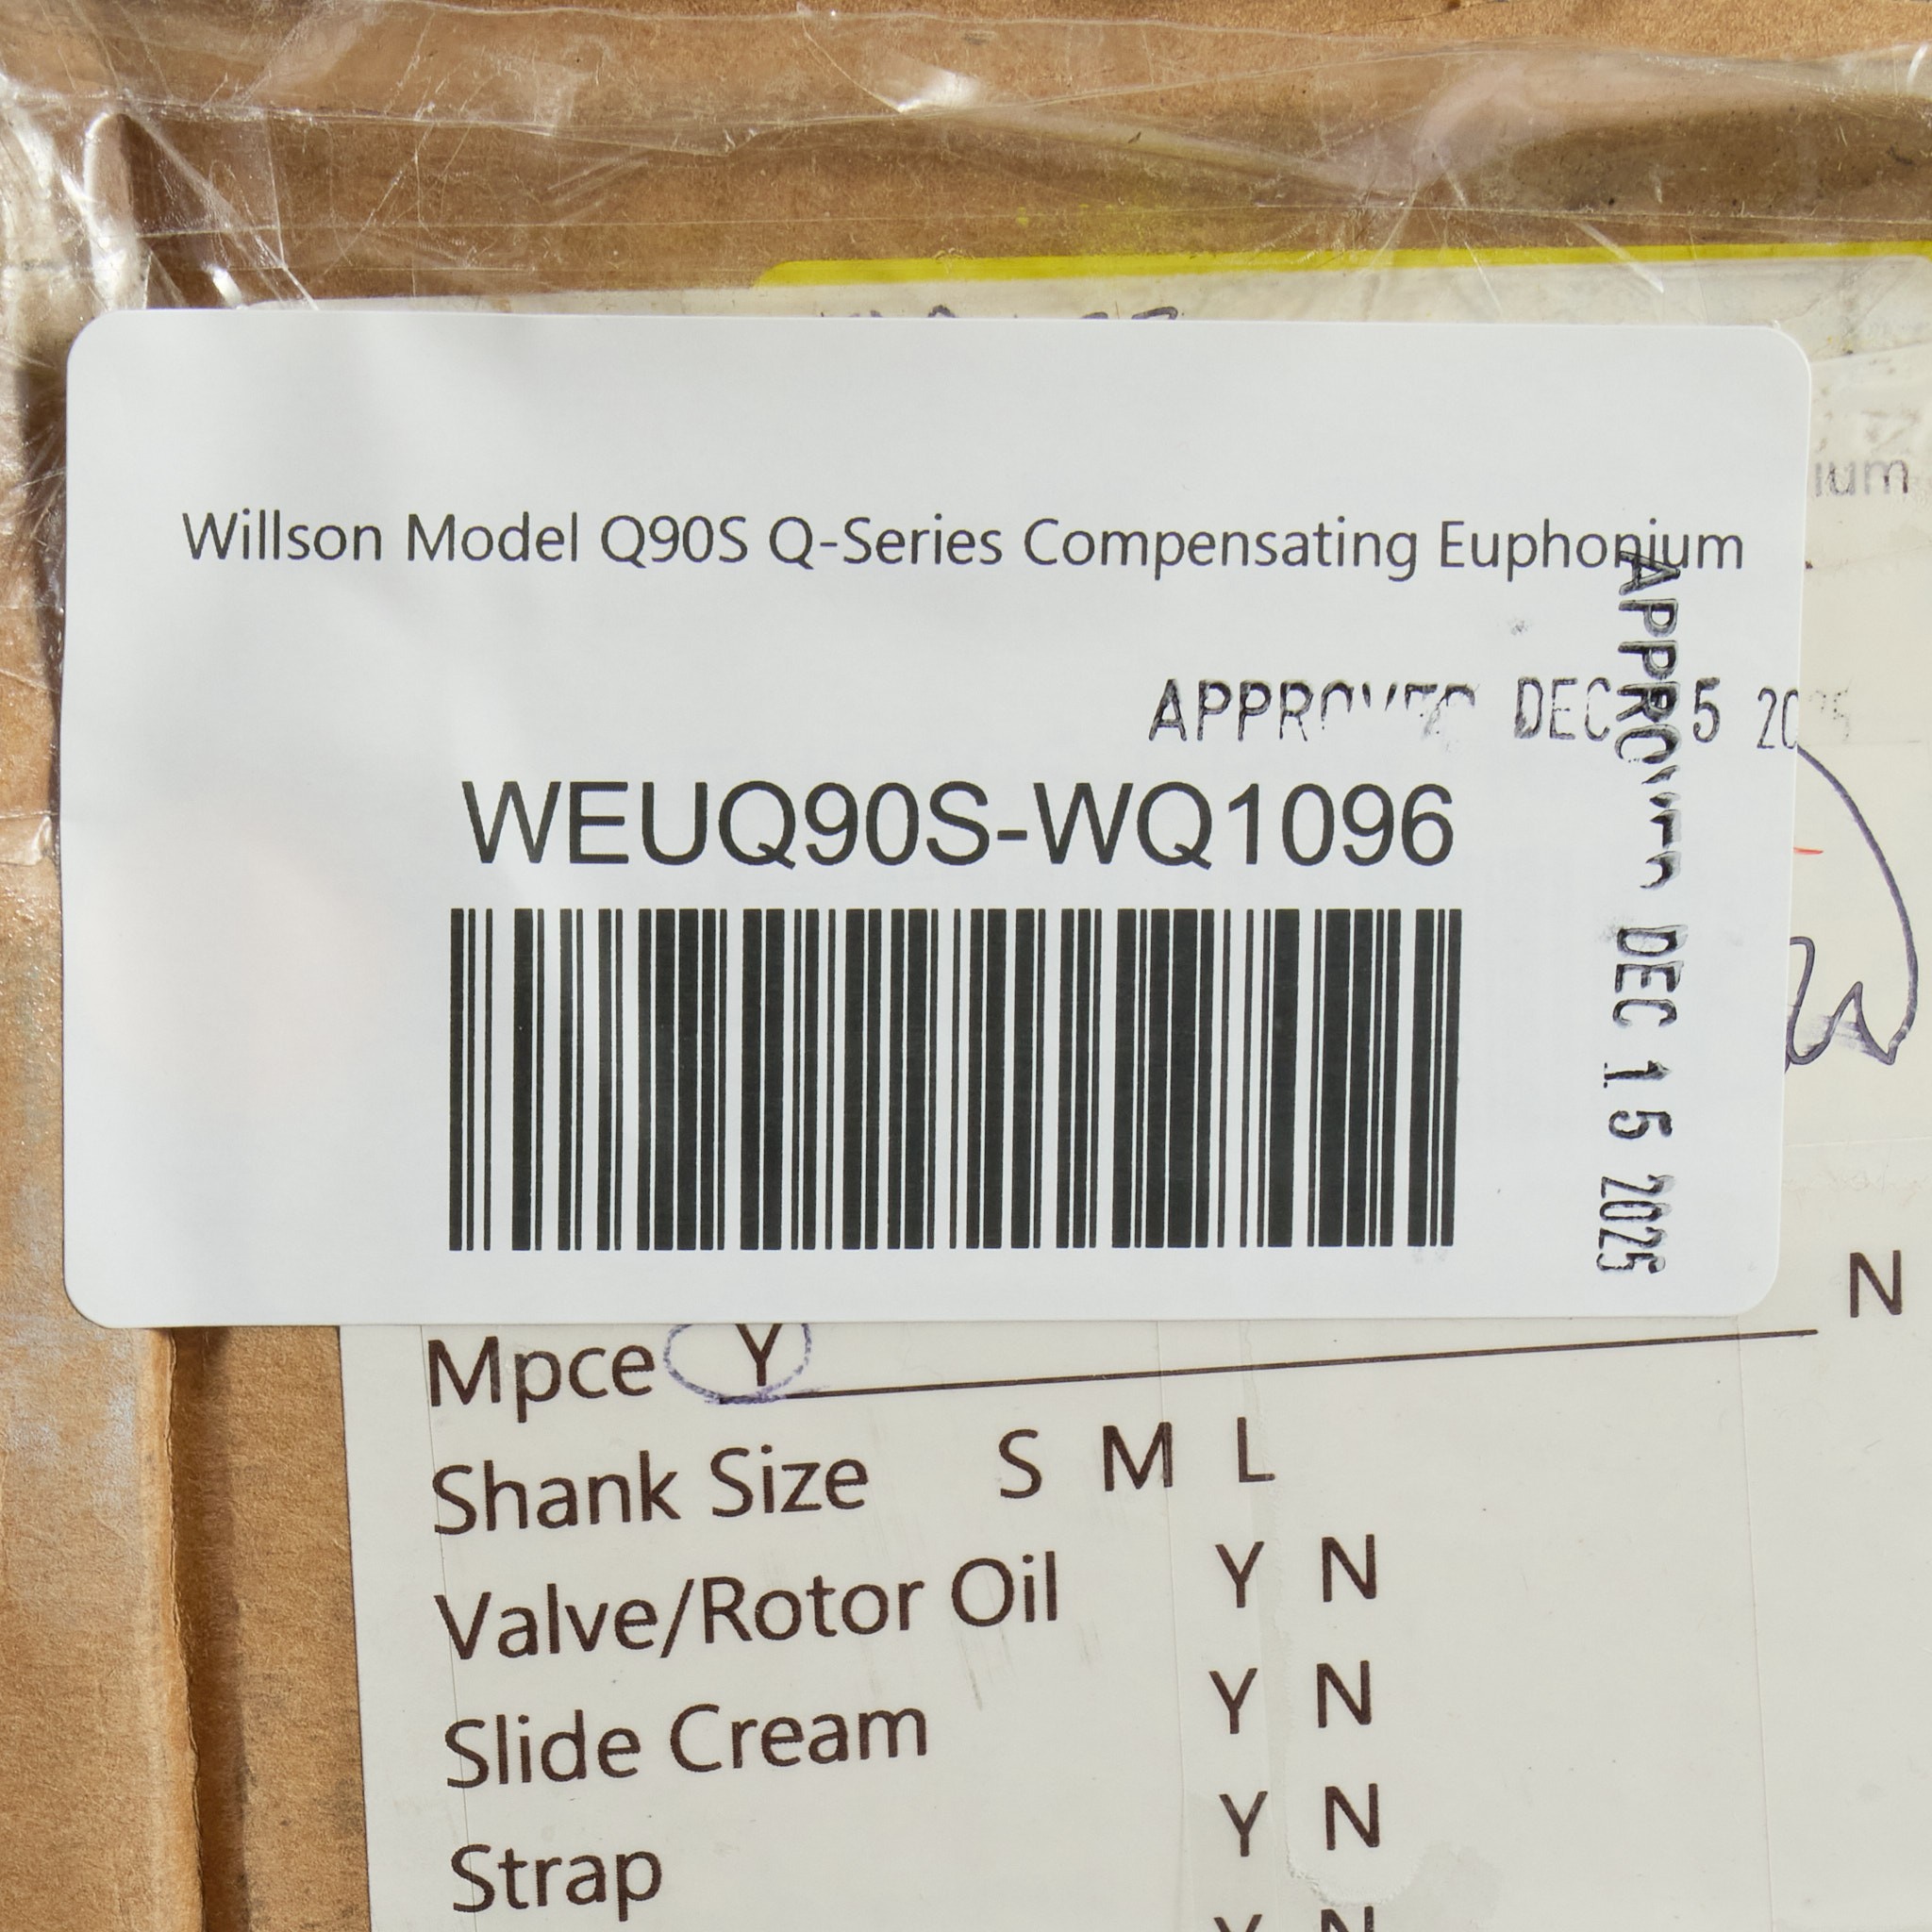 ium
Willson Model Q90S Q-Series Compensating Euphonium
APPROVED DEC 15 2025
WEUQ90S-WQ1096
APPROVED DEC 15 2025
N
Mpce Y
Shank Size S M L
Valve/Rotor Oil Y N
Slide Cream Y N
Strap Y N
Y N